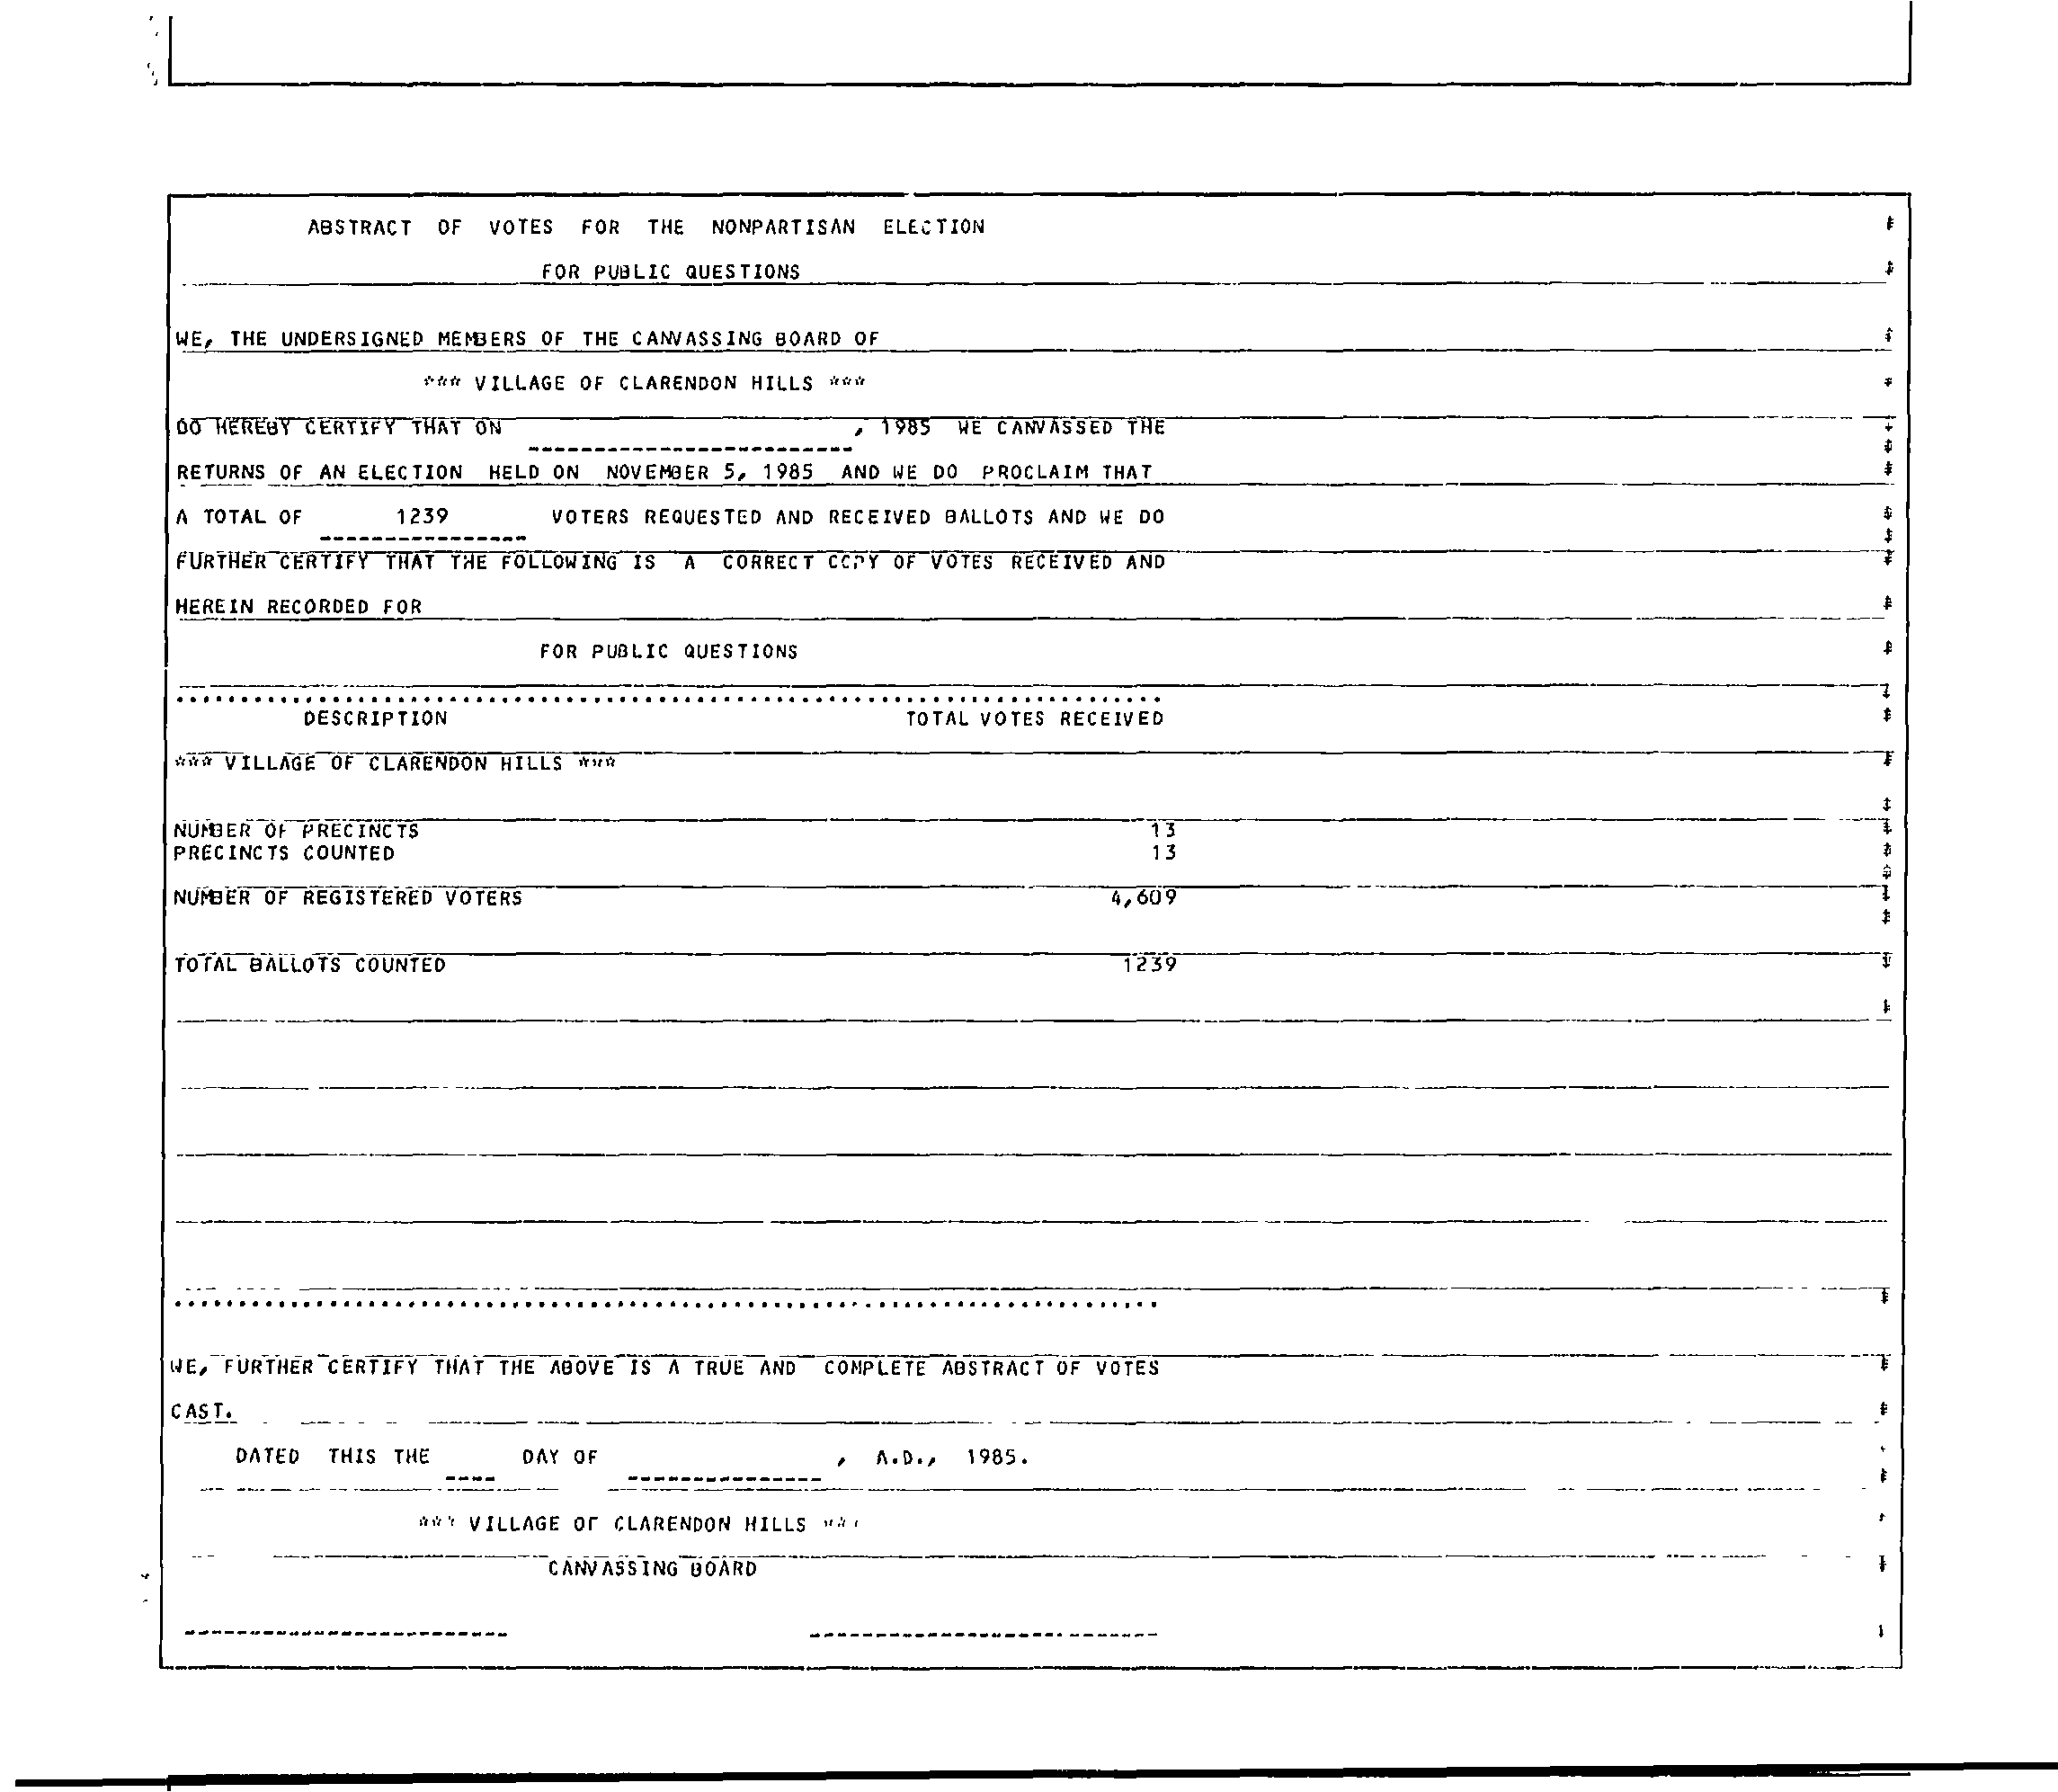 ABSTRACT OF VOTES FOR THE NONPARTISAN ELECTION
FOR PUBLIC QUESTIONS
WE, THE UNDERSIGNED MEMBERS OF THE CANVASSING BOARD OF
*** VILLAGE OF CLARENDON HILLS ***
DO HEREBY CERTIFY THAT ON , 1985 WE CANVASSED THE
RETURNS OF AN ELECTION HELD ON NOVEMBER 5, 1985 AND WE DO PROCLAIM THAT
A TOTAL OF 1239 VOTERS REQUESTED AND RECEIVED BALLOTS AND WE DO
FURTHER CERTIFY THAT THE FOLLOWING IS A CORRECT COPY OF VOTES RECEIVED AND
HEREIN RECORDED FOR
FOR PUBLIC QUESTIONS
DESCRIPTION TOTAL VOTES RECEIVED
*** VILLAGE OF CLARENDON HILLS ***
NUMBER OF PRECINCTS 13
PRECINCTS COUNTED 13
NUMBER OF REGISTERED VOTERS 4,609
TOTAL BALLOTS COUNTED 1239
WE, FURTHER CERTIFY THAT THE ABOVE IS A TRUE AND COMPLETE ABSTRACT OF VOTES
CAST.
DATED THIS THE DAY OF , A.D., 1985.
*** VILLAGE OF CLARENDON HILLS ***
CANVASSING BOARD